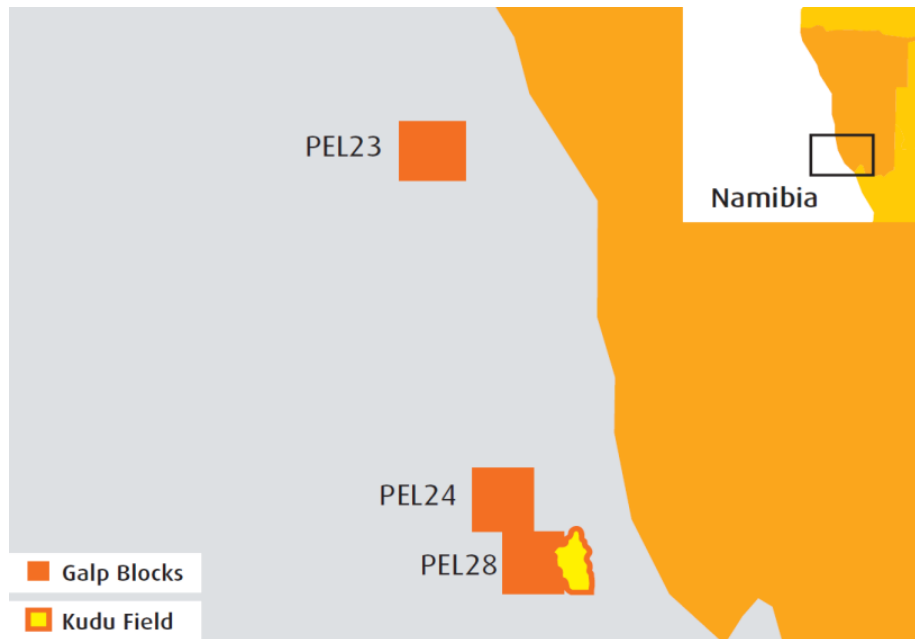 PEL23
Namibia
PEL24
PEL28
Galp Blocks
Kudu Field